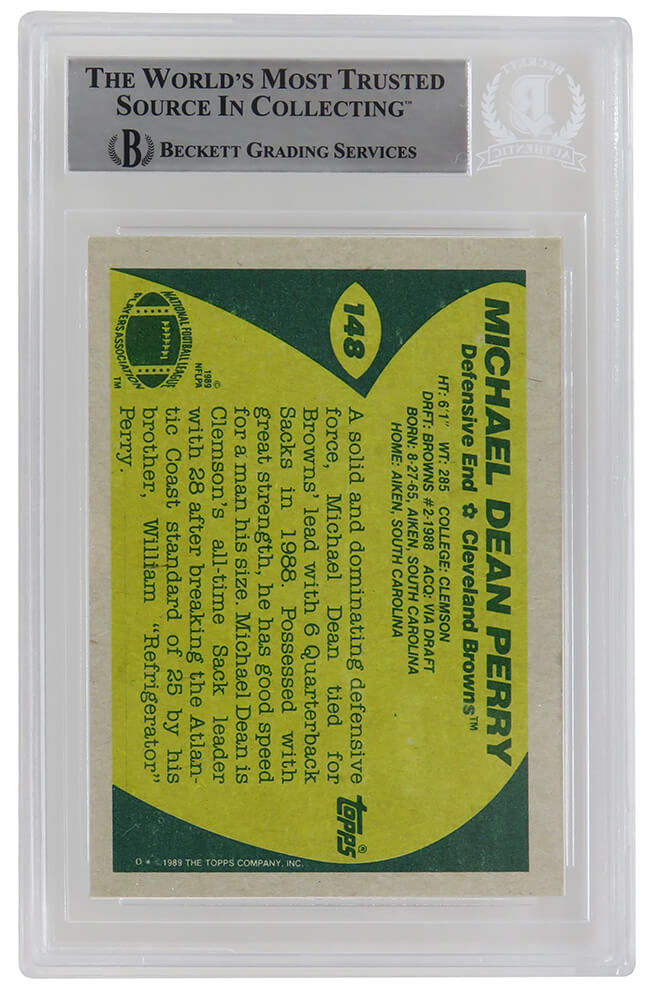 THE WORLD'S MOST TRUSTED
SOURCE IN COLLECTING™
B BECKETT GRADING SERVICES
BECKETT
B
AUTHENTIC
148
MICHAEL DEAN PERRY
Defensive End ✿ Cleveland Browns™
HT: 6'1" WT: 285 COLLEGE: CLEMSON
DRFT: BROWNS #2-1988 ACQ: VIA DRAFT
BORN: 8-27-65, AIKEN, SOUTH CAROLINA
HOME: AIKEN, SOUTH CAROLINA
A solid and dominating defensive
force, Michael Dean tied for
Browns' lead with 6 Quarterback
Sacks in 1988. Possessed with
great strength, he has good speed
for a man his size. Michael Dean is
Clemson's all-time Sack leader
with 28 after breaking the Atlan-
tic Coast standard of 25 by his
brother, William "Refrigerator"
Perry.
©
1989
NFLPA
NATIONAL FOOTBALL LEAGUE
PLAYERS ASSOCIATION
™
topps®
O * © 1989 THE TOPPS COMPANY, INC.